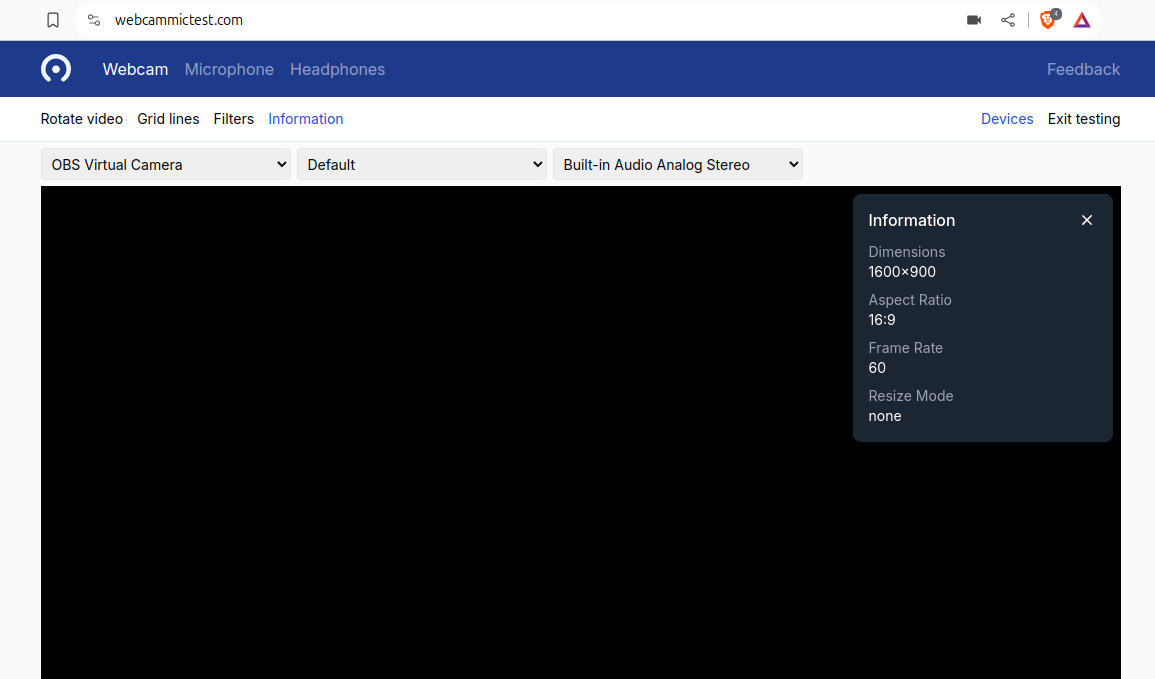 webcammictest.com
4
Webcam Microphone Headphones Feedback
Rotate video Grid lines Filters Information Devices Exit testing
OBS Virtual Camera Default Built-in Audio Analog Stereo
Information
Dimensions
1600×900
Aspect Ratio
16:9
Frame Rate
60
Resize Mode
none